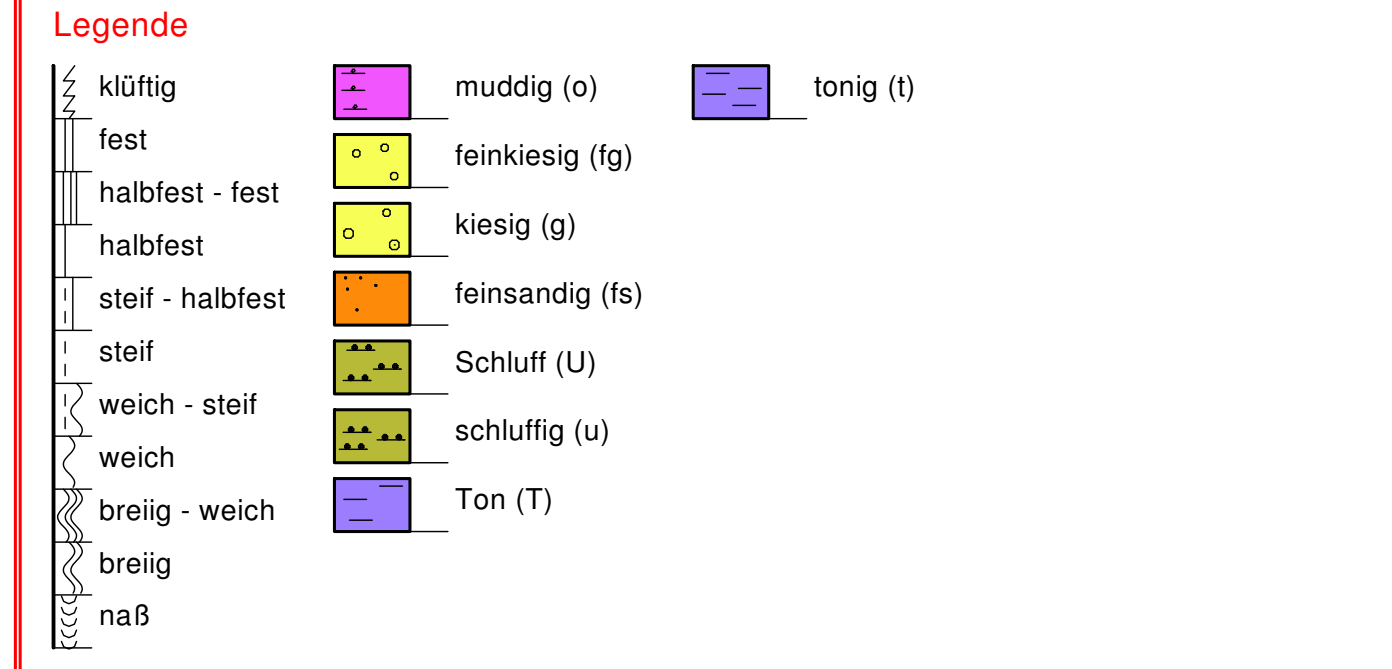 Legende
klüftig
fest
halbfest - fest
halbfest
steif - halbfest
steif
weich - steif
weich
breiig - weich
breiig
naß
muddig (o)
feinkiesig (fg)
kiesig (g)
feinsandig (fs)
Schluff (U)
schluffig (u)
Ton (T)
tonig (t)